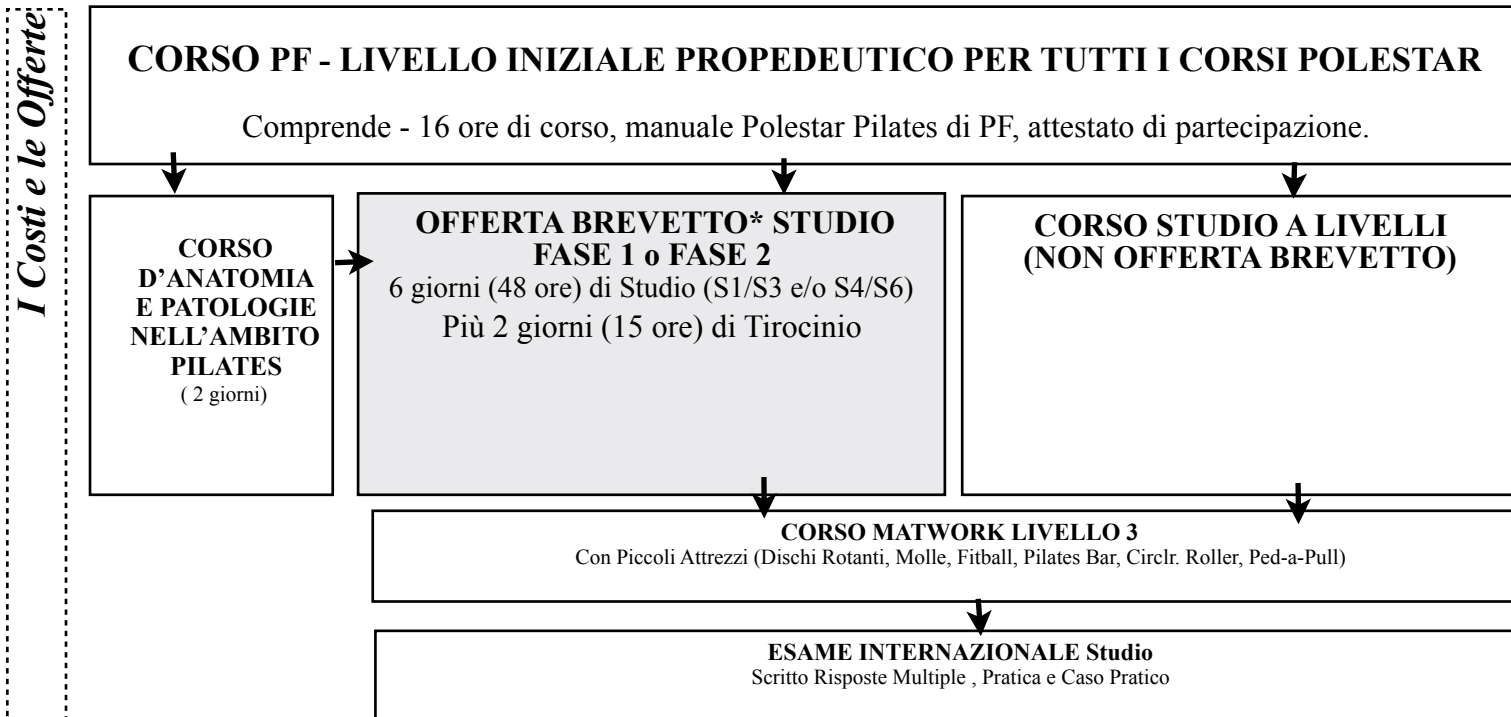 I Costi e le Offerte
CORSO PF - LIVELLO INIZIALE PROPEDEUTICO PER TUTTI I CORSI POLESTAR
Comprende - 16 ore di corso, manuale Polestar Pilates di PF, attestato di partecipazione.
CORSO
D'ANATOMIA
E PATOLOGIE
NELL'AMBITO
PILATES
( 2 giorni)
OFFERTA BREVETTO* STUDIO
FASE 1 o FASE 2
6 giorni (48 ore) di Studio (S1/S3 e/o S4/S6)
Più 2 giorni (15 ore) di Tirocinio
CORSO STUDIO A LIVELLI
(NON OFFERTA BREVETTO)
CORSO MATWORK LIVELLO 3
Con Piccoli Attrezzi (Dischi Rotanti, Molle, Fitball, Pilates Bar, Circlr. Roller, Ped-a-Pull)
ESAME INTERNAZIONALE Studio
Scritto Risposte Multiple , Pratica e Caso Pratico